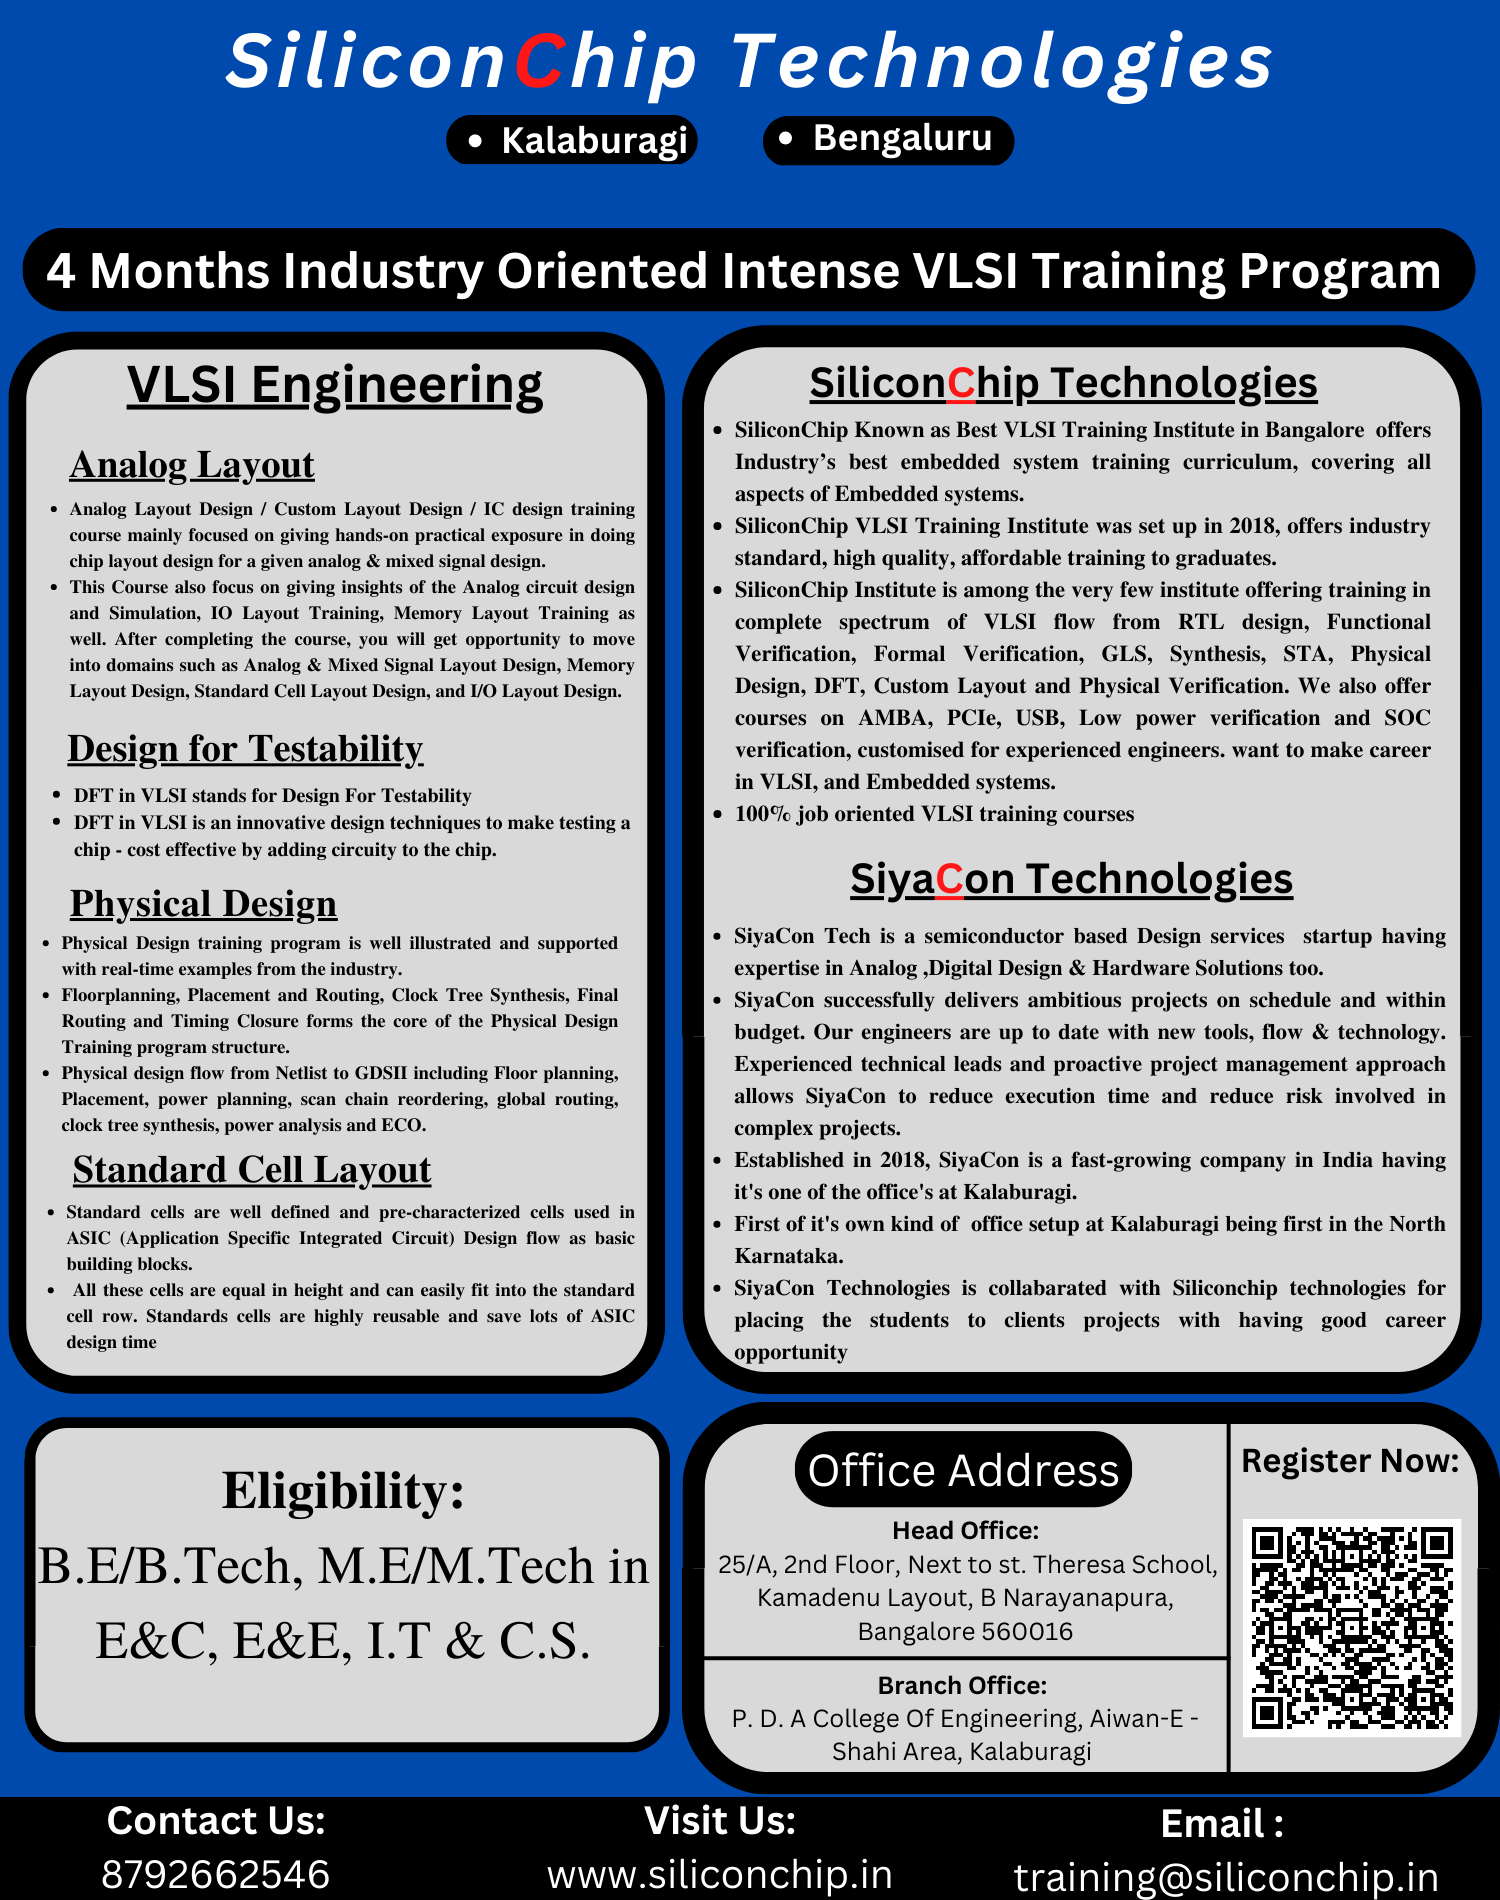 SiliconChip Technologies
• Kalaburagi
• Bengaluru
4 Months Industry Oriented Intense VLSI Training Program
VLSI Engineering
Analog Layout
• Analog Layout Design / Custom Layout Design / IC design training
course mainly focused on giving hands-on practical exposure in doing
chip layout design for a given analog & mixed signal design.
• This Course also focus on giving insights of the Analog circuit design
and Simulation, IO Layout Training, Memory Layout Training as
well. After completing the course, you will get opportunity to move
into domains such as Analog & Mixed Signal Layout Design, Memory
Layout Design, Standard Cell Layout Design, and I/O Layout Design.
Design for Testability
• DFT in VLSI stands for Design For Testability
• DFT in VLSI is an innovative design techniques to make testing a
chip - cost effective by adding circuity to the chip.
Physical Design
• Physical Design training program is well illustrated and supported
with real-time examples from the industry.
• Floorplanning, Placement and Routing, Clock Tree Synthesis, Final
Routing and Timing Closure forms the core of the Physical Design
Training program structure.
• Physical design flow from Netlist to GDSII including Floor planning,
Placement, power planning, scan chain reordering, global routing,
clock tree synthesis, power analysis and ECO.
Standard Cell Layout
• Standard cells are well defined and pre-characterized cells used in
ASIC (Application Specific Integrated Circuit) Design flow as basic
building blocks.
• All these cells are equal in height and can easily fit into the standard
cell row. Standards cells are highly reusable and save lots of ASIC
design time
SiliconChip Technologies
• SiliconChip Known as Best VLSI Training Institute in Bangalore offers
Industry’s best embedded system training curriculum, covering all
aspects of Embedded systems.
• SiliconChip VLSI Training Institute was set up in 2018, offers industry
standard, high quality, affordable training to graduates.
• SiliconChip Institute is among the very few institute offering training in
complete spectrum of VLSI flow from RTL design, Functional
Verification, Formal Verification, GLS, Synthesis, STA, Physical
Design, DFT, Custom Layout and Physical Verification. We also offer
courses on AMBA, PCIe, USB, Low power verification and SOC
verification, customised for experienced engineers. want to make career
in VLSI, and Embedded systems.
• 100% job oriented VLSI training courses
SiyaCon Technologies
• SiyaCon Tech is a semiconductor based Design services startup having
expertise in Analog ,Digital Design & Hardware Solutions too.
• SiyaCon successfully delivers ambitious projects on schedule and within
budget. Our engineers are up to date with new tools, flow & technology.
Experienced technical leads and proactive project management approach
allows SiyaCon to reduce execution time and reduce risk involved in
complex projects.
• Established in 2018, SiyaCon is a fast-growing company in India having
it's one of the office's at Kalaburagi.
• First of it's own kind of office setup at Kalaburagi being first in the North
Karnataka.
• SiyaCon Technologies is collabarated with Siliconchip technologies for
placing the students to clients projects with having good career
opportunity
Eligibility:
B.E/B.Tech, M.E/M.Tech in
E&C, E&E, I.T & C.S.
Office Address
Head Office:
25/A, 2nd Floor, Next to st. Theresa School,
Kamadenu Layout, B Narayanapura,
Bangalore 560016
Branch Office:
P. D. A College Of Engineering, Aiwan-E -
Shahi Area, Kalaburagi
Register Now:
Contact Us:
8792662546
Visit Us:
www.siliconchip.in
Email :
training@siliconchip.in